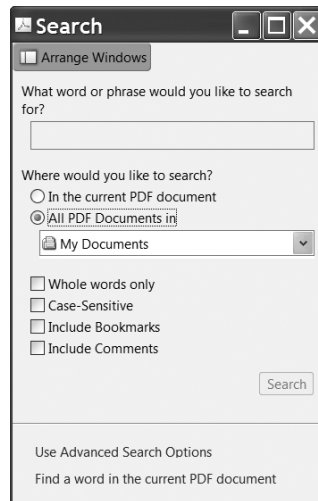 Search
Arrange Windows
What word or phrase would you like to search
for?
Where would you like to search?
In the current PDF document
All PDF Documents in
My Documents
Whole words only
Case-Sensitive
Include Bookmarks
Include Comments
Search
Use Advanced Search Options
Find a word in the current PDF document